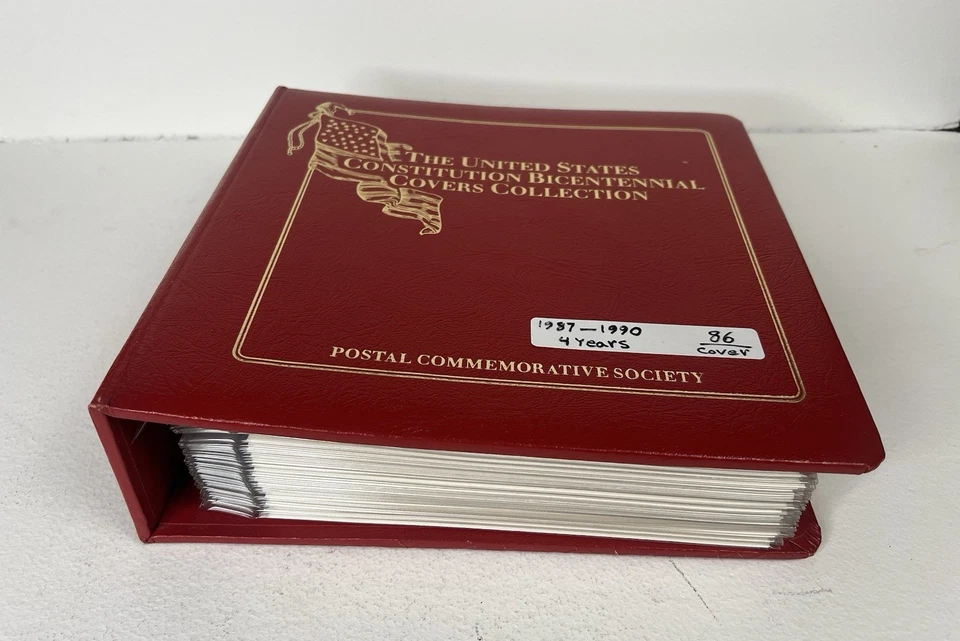 THE UNITED STATES
CONSTITUTION BICENTENNIAL
COVERS COLLECTION
1987—1990
4 Years
86
cover
POSTAL COMMEMORATIVE SOCIETY